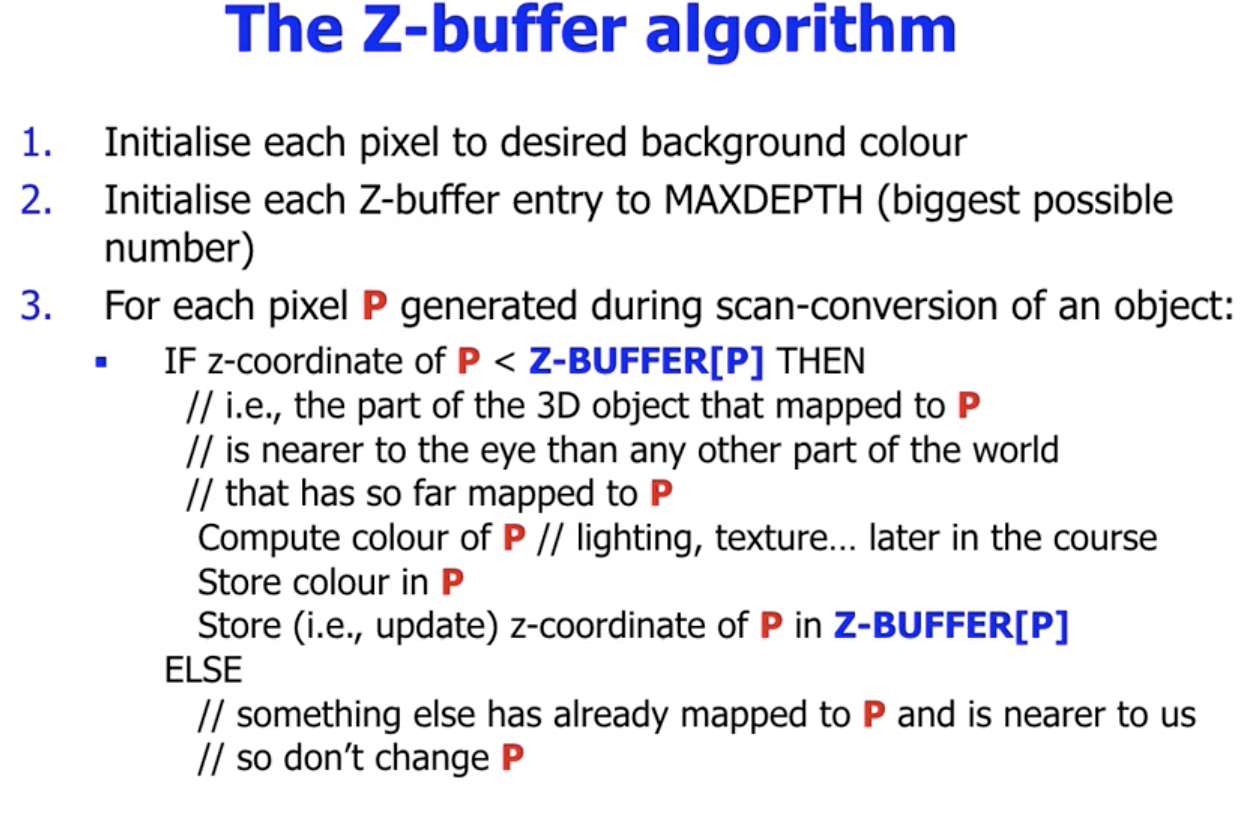 The Z-buffer algorithm
1. Initialise each pixel to desired background colour
2. Initialise each Z-buffer entry to MAXDEPTH (biggest possible
number)
3. For each pixel P generated during scan-conversion of an object:
▪ IF z-coordinate of P < Z-BUFFER[P] THEN
// i.e., the part of the 3D object that mapped to P
// is nearer to the eye than any other part of the world
// that has so far mapped to P
Compute colour of P // lighting, texture... later in the course
Store colour in P
Store (i.e., update) z-coordinate of P in Z-BUFFER[P]
ELSE
// something else has already mapped to P and is nearer to us
// so don’t change P